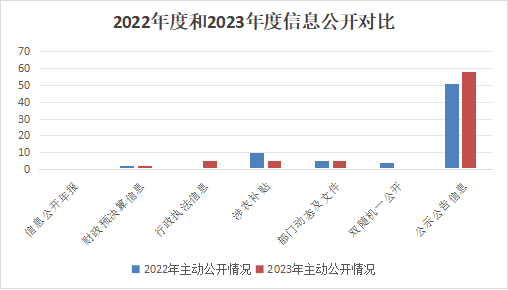 2022年度和2023年度信息公开对比
70
60
50
40
30
20
10
0
信息公开年报
财政预决算信息
行政执法信息
涉农补贴
部门动态及文件
双随机一公开
公示公告信息
2022年主动公开情况
2023年主动公开情况